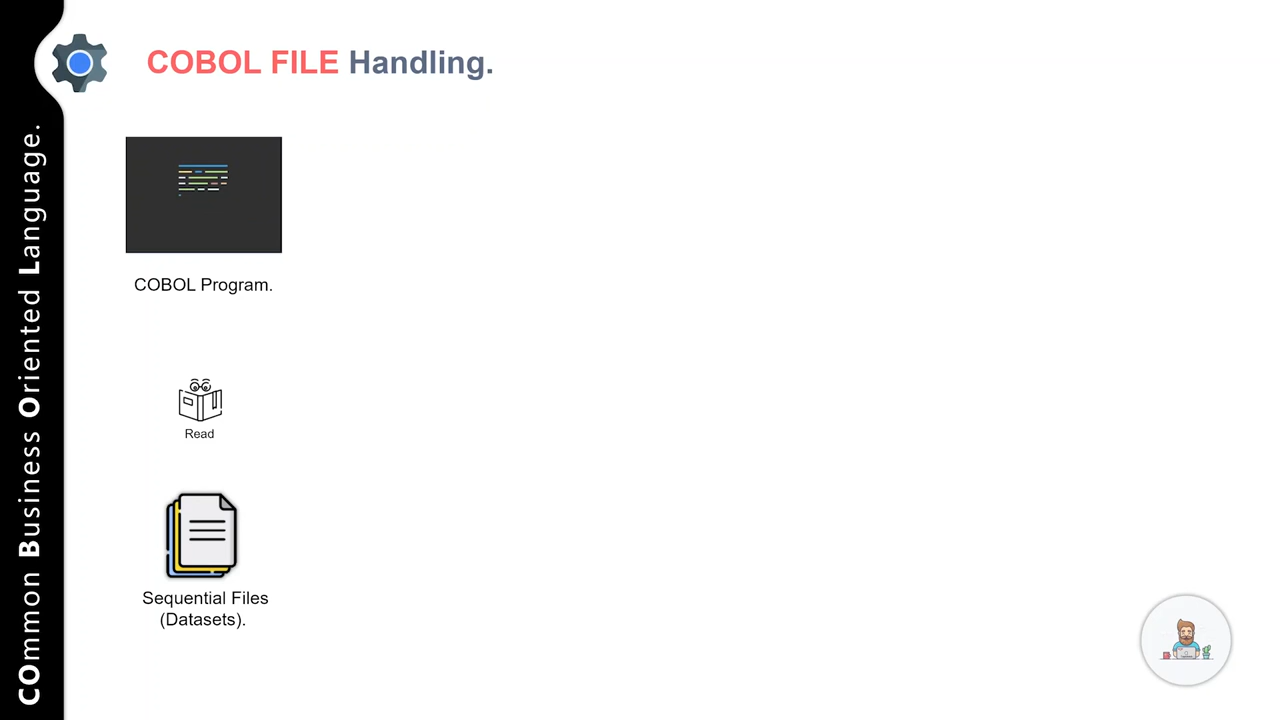 COBOL FILE Handling.
COBOL Program.
Read
Sequential Files
(Datasets).
COmmon Business Oriented Language.